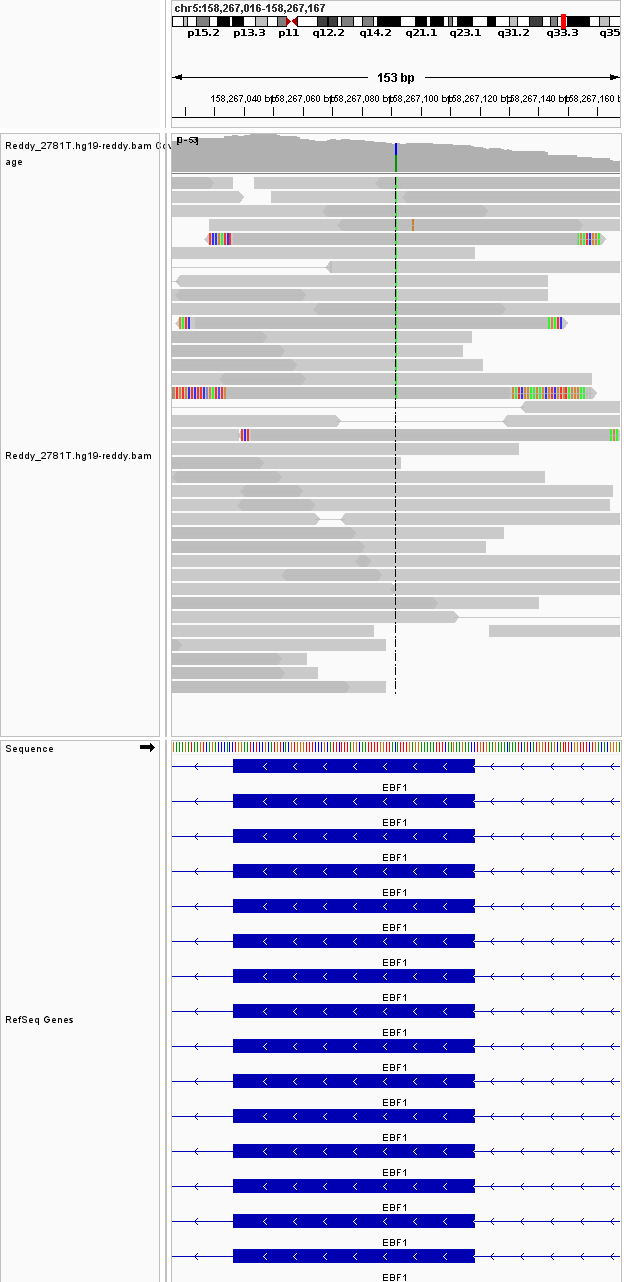 chr5:158,267,016-158,267,167
p15.2 p13.3 p11 q12.2 q14.2 q21.1 q23.1 q31.2 q33.3 q35
153 bp
158,267,040 bp 158,267,060 bp 158,267,080 bp 158,267,100 bp 158,267,120 bp 158,267,140 bp 158,267,160 b
Reddy_2781T.hg19-reddy.bam Cov
age
Reddy_2781T.hg19-reddy.bam
Sequence
EBF1
EBF1
EBF1
EBF1
EBF1
EBF1
EBF1
RefSeq Genes
EBF1
EBF1
EBF1
EBF1
EBF1
EBF1
EBF1
EBF1